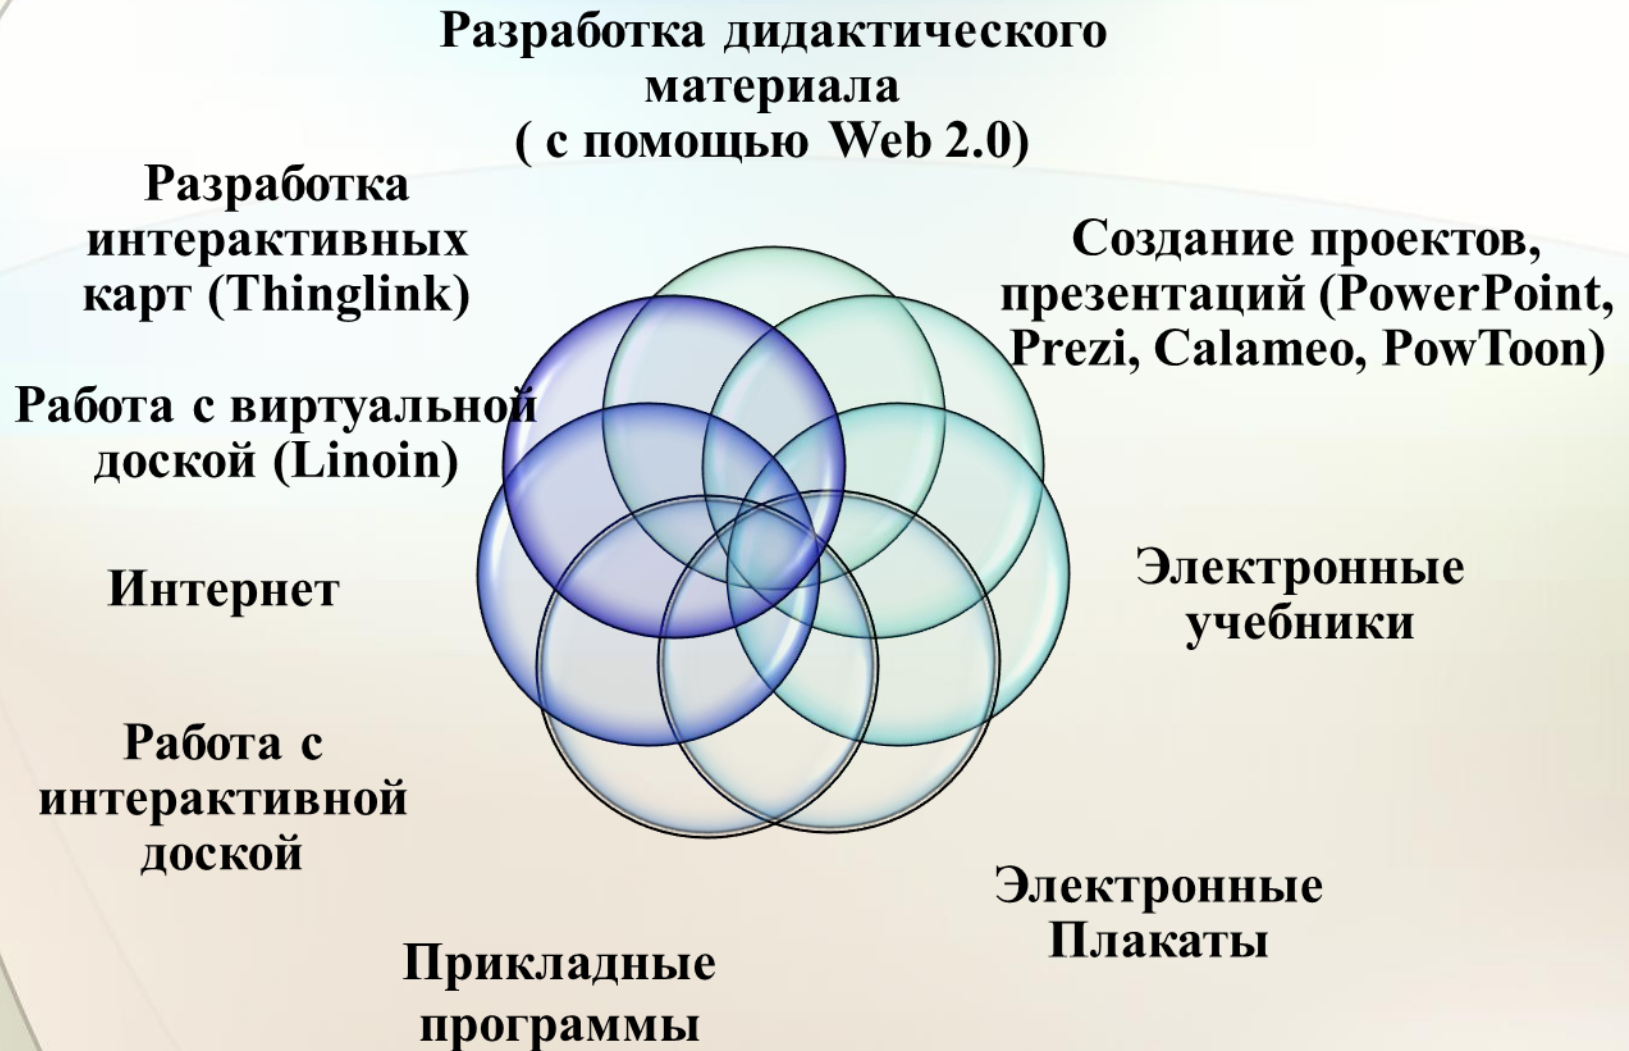 Разработка дидактического
материала
( с помощью Web 2.0)
Разработка
интерактивных
карт (Thinglink)
Создание проектов,
презентаций (PowerPoint,
Prezi, Calameo, PowToon)
Работа с виртуальной
доской (Linoin)
Интернет
Электронные
учебники
Работа с
интерактивной
доской
Электронные
Плакаты
Прикладные
программы